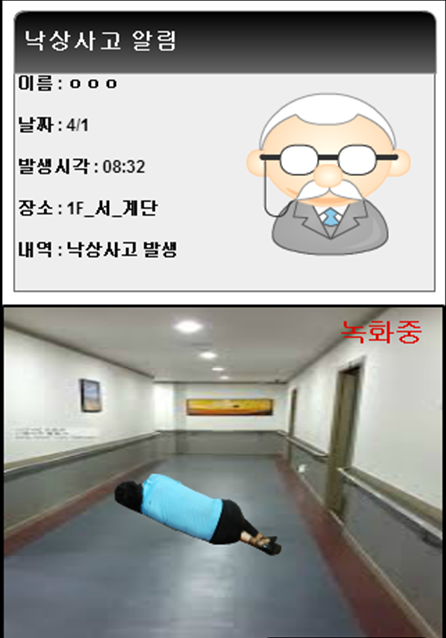 낙상사고 알림
이름 : ㅇㅇㅇ
날짜 : 4/1
발생시각 : 08:32
장소 : 1F_서_계단
내역 : 낙상사고 발생
녹화중